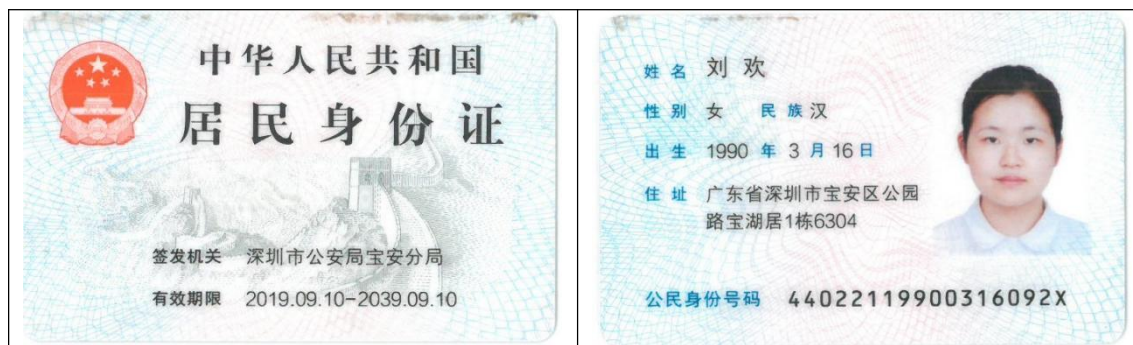 中华人民共和国
居民身份证
签发机关 深圳市公安局宝安分局
有效期限 2019.09.10-2039.09.10
姓名 刘欢
性别 女 民族 汉
出生 1990 年 3 月 16 日
住址 广东省深圳市宝安区公园
路宝湖居1栋6304
公民身份号码 44022119900316092X